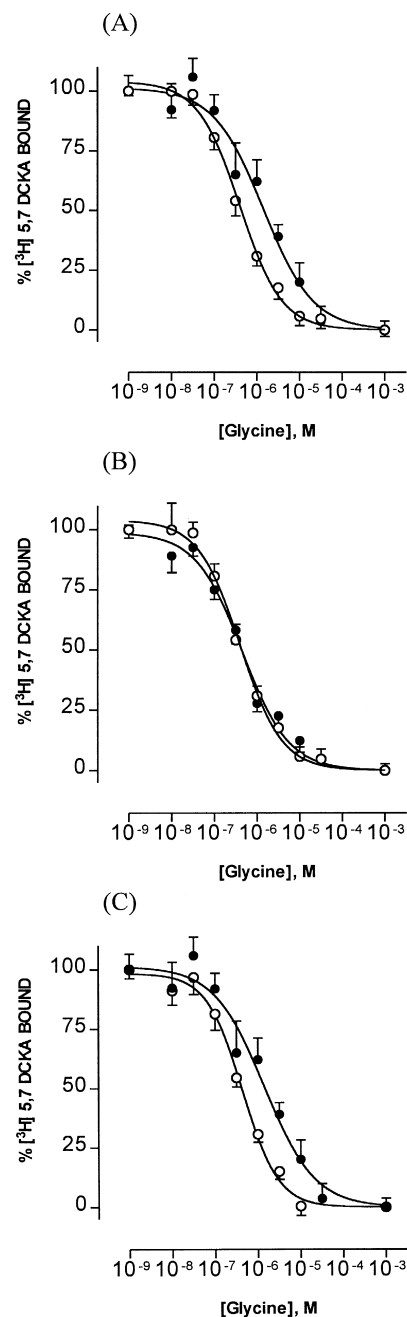 (A)
% [³H] 5,7 DCKA BOUND
100
75
50
25
0
10⁻⁹ 10⁻⁸ 10⁻⁷ 10⁻⁶ 10⁻⁵ 10⁻⁴ 10⁻³
[Glycine], M
(B)
% [³H] 5,7 DCKA BOUND
100
75
50
25
0
10⁻⁹ 10⁻⁸ 10⁻⁷ 10⁻⁶ 10⁻⁵ 10⁻⁴ 10⁻³
[Glycine], M
(C)
% [³H] 5,7 DCKA BOUND
100
75
50
25
0
10⁻⁹ 10⁻⁸ 10⁻⁷ 10⁻⁶ 10⁻⁵ 10⁻⁴ 10⁻³
[Glycine], M